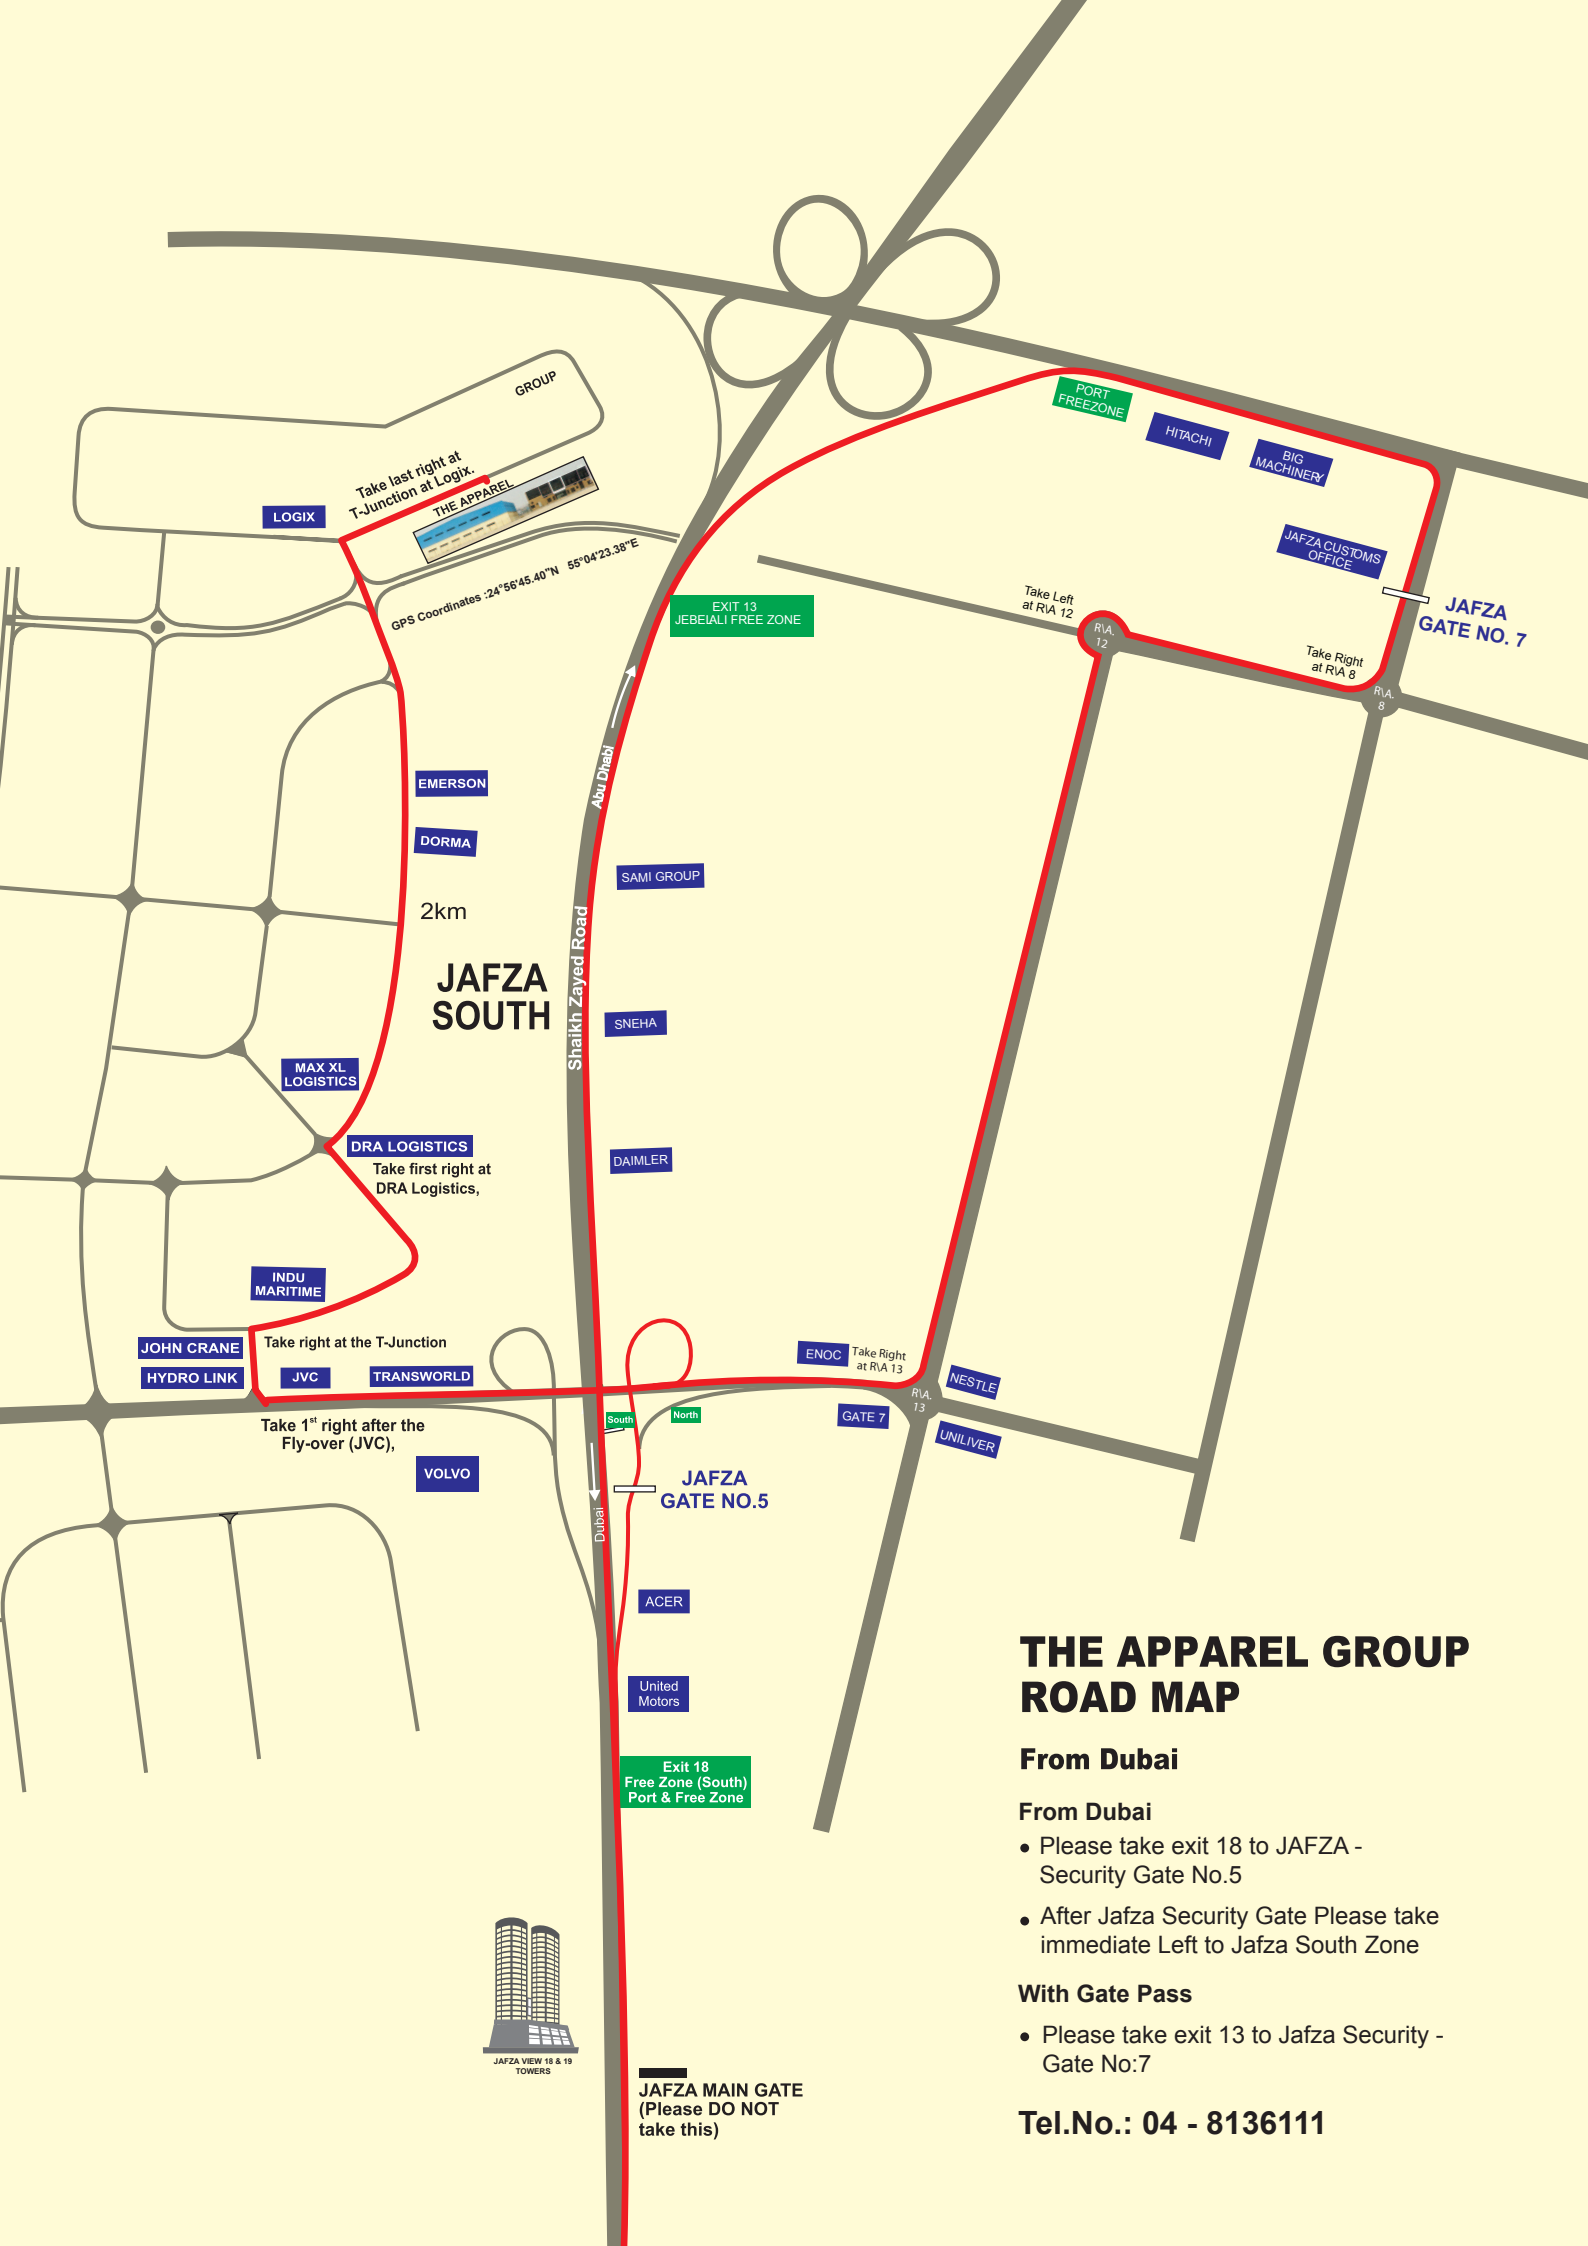 GROUP
Take last right at
T-Junction at Logix.
THE APPAREL
LOGIX
GPS Coordinates :24°56'45.40"N 55°04'23.38"E
PORT
FREEZONE
HITACHI
BIG
MACHINERY
JAFZA CUSTOMS
OFFICE
JAFZA
GATE NO. 7
EXIT 13
JEBEIALI FREE ZONE
Take Left
at R\A 12
R\A.
12
Take Right
at R\A 8
R\A.
8
Abu Dhabi
EMERSON
DORMA
2km
JAFZA
SOUTH
Shaikh Zayed Road
SAMI GROUP
SNEHA
DAIMLER
MAX XL
LOGISTICS
DRA LOGISTICS
Take first right at
DRA Logistics,
INDU
MARITIME
JOHN CRANE
HYDRO LINK
Take right at the T-Junction
JVC
TRANSWORLD
Take 1st right after the
Fly-over (JVC),
VOLVO
ENOC
Take Right
at R\A 13
R\A.
13
NESTLE
UNILIVER
GATE 7
South
North
JAFZA
GATE NO.5
Dubai
ACER
United
Motors
Exit 18
Free Zone (South)
Port & Free Zone
JAFZA VIEW 18 & 19
TOWERS
JAFZA MAIN GATE
(Please DO NOT
take this)
THE APPAREL GROUP
ROAD MAP
From Dubai
From Dubai
• Please take exit 18 to JAFZA -
Security Gate No.5
• After Jafza Security Gate Please take
immediate Left to Jafza South Zone
With Gate Pass
• Please take exit 13 to Jafza Security -
Gate No:7
Tel.No.: 04 - 8136111